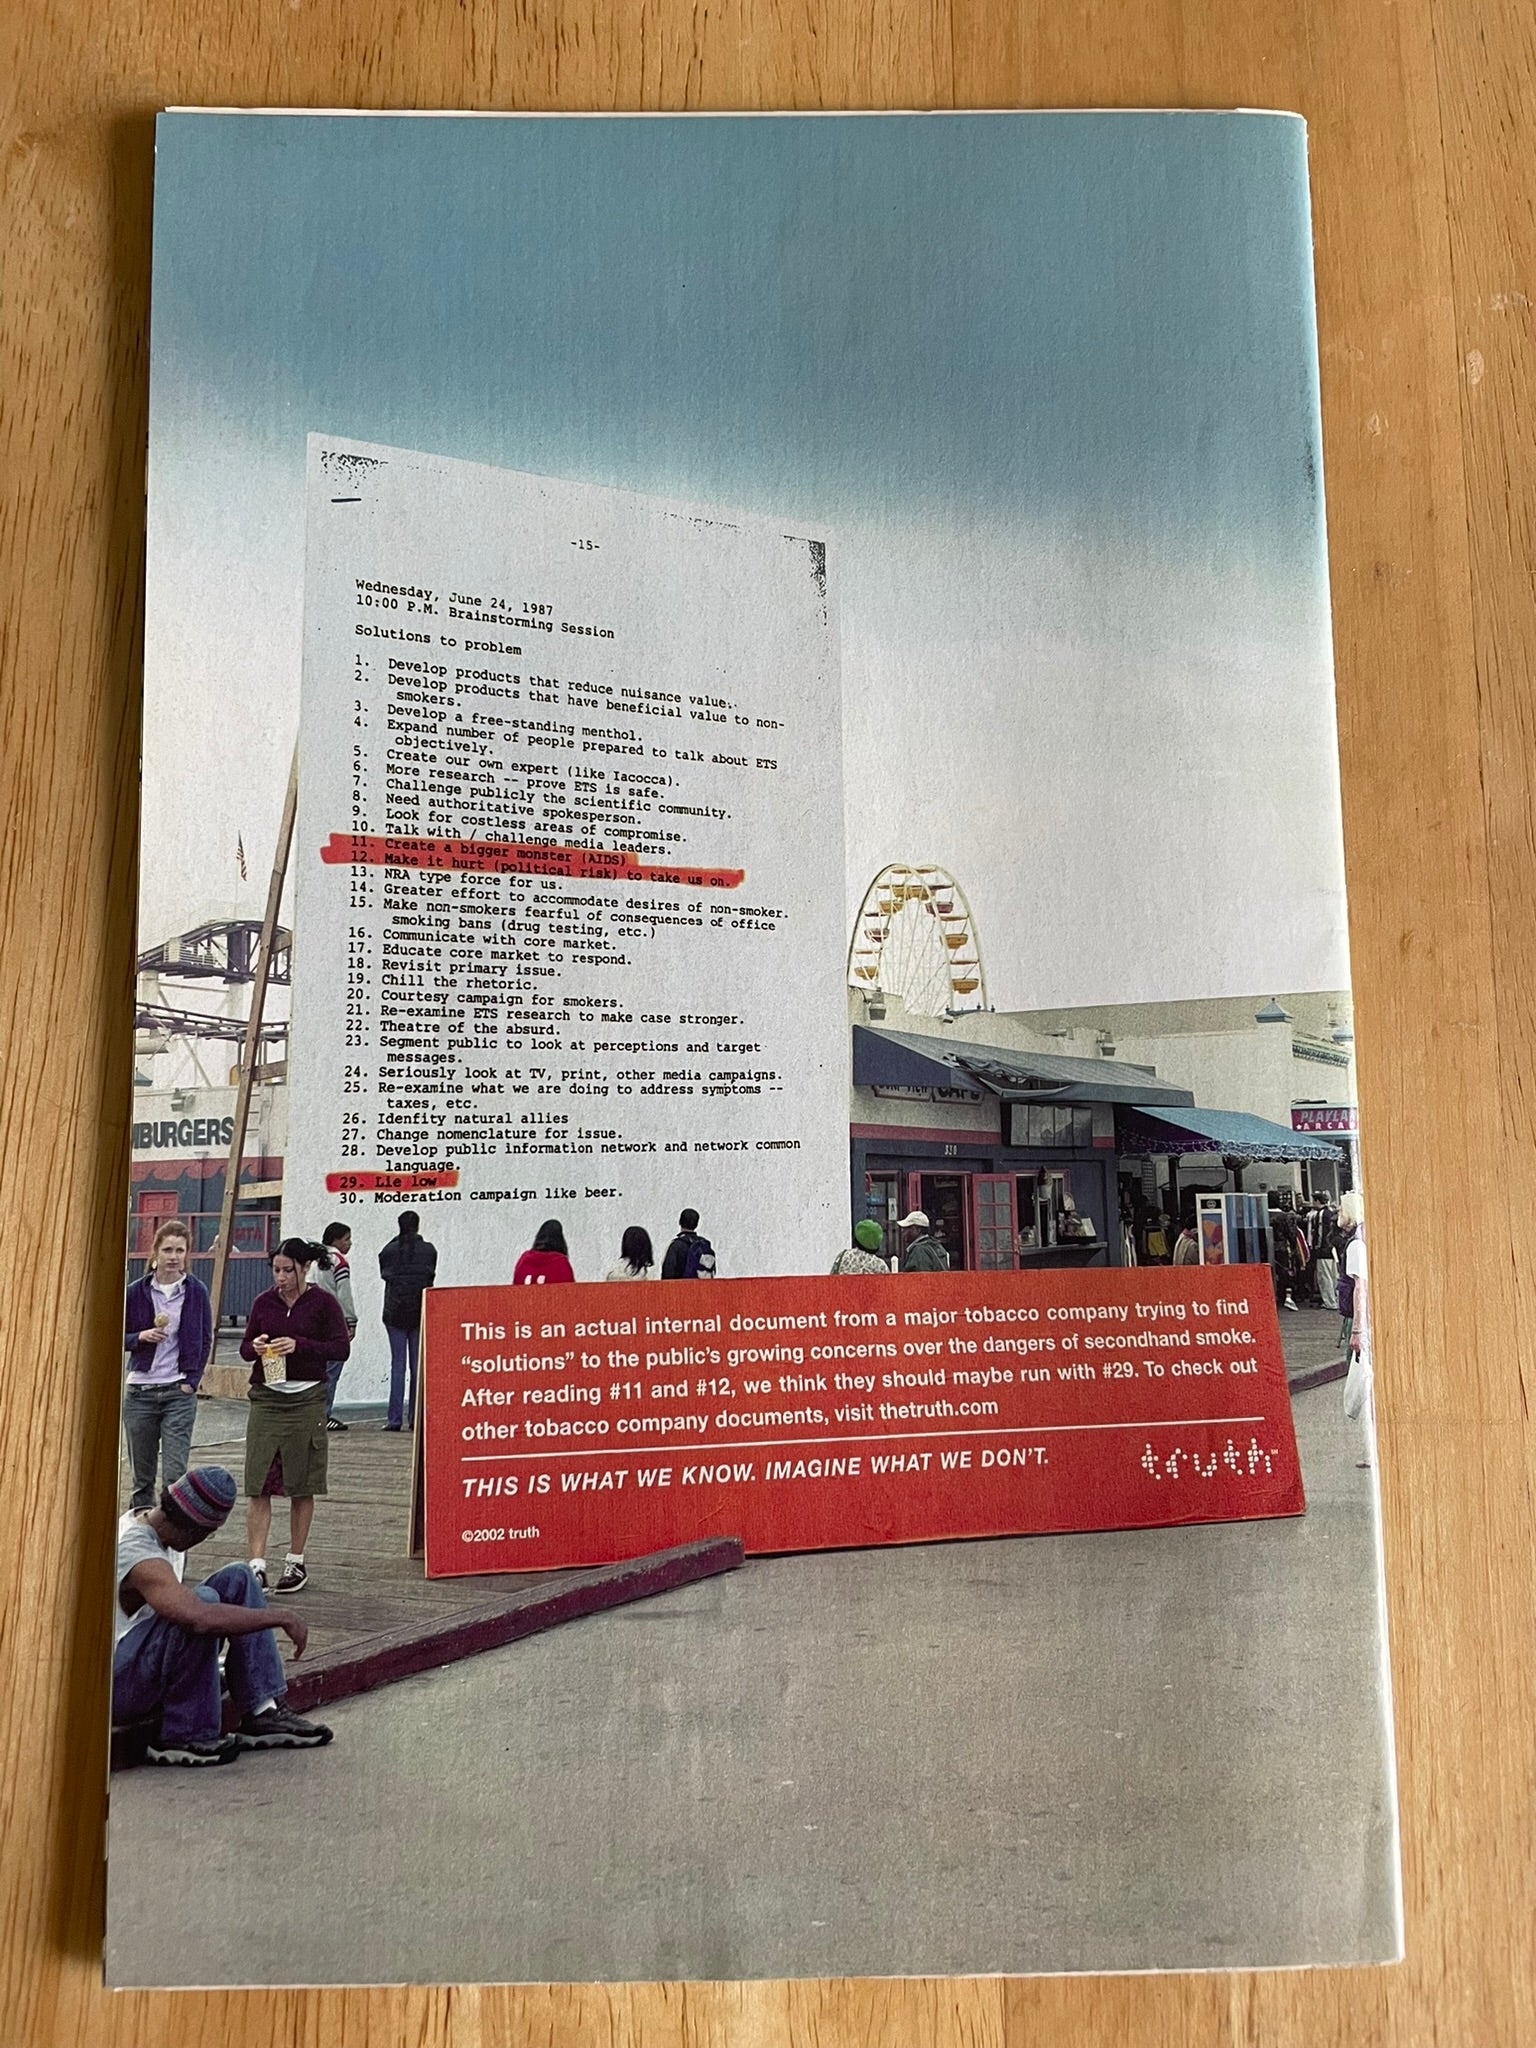 -15-
Wednesday, June 24, 1987
10:00 P.M. Brainstorming Session
Solutions to problem
1. Develop products that reduce nuisance value.
2. Develop products that have beneficial value to non-
smokers.
3. Develop a free-standing menthol.
4. Expand number of people prepared to talk about ETS
objectively.
5. Create our own expert (like Iacocca).
6. More research -- prove ETS is safe.
7. Challenge publicly the scientific community.
8. Need authoritative spokesperson.
9. Look for costless areas of compromise.
10. Talk with / challenge media leaders.
11. Create a bigger monster (AIDS)
12. Make it hurt (political risk) to take us on.
13. NRA type force for us.
14. Greater effort to accommodate desires of non-smoker.
15. Make non-smokers fearful of consequences of office
smoking bans (drug testing, etc.)
16. Communicate with core market.
17. Educate core market to respond.
18. Revisit primary issue.
19. Chill the rhetoric.
20. Courtesy campaign for smokers.
21. Re-examine ETS research to make case stronger.
22. Theatre of the absurd.
23. Segment public to look at perceptions and target
messages.
24. Seriously look at TV, print, other media campaigns.
25. Re-examine what we are doing to address symptoms --
taxes, etc.
26. Idenfity natural allies
27. Change nomenclature for issue.
28. Develop public information network and network common
language.
29. Lie low
30. Moderation campaign like beer.
BURGERS
CAFE
330
PLAYLA
ARCA
This is an actual internal document from a major tobacco company trying to find
“solutions” to the public’s growing concerns over the dangers of secondhand smoke.
After reading #11 and #12, we think they should maybe run with #29. To check out
other tobacco company documents, visit thetruth.com
THIS IS WHAT WE KNOW. IMAGINE WHAT WE DON’T.
truth
©2002 truth